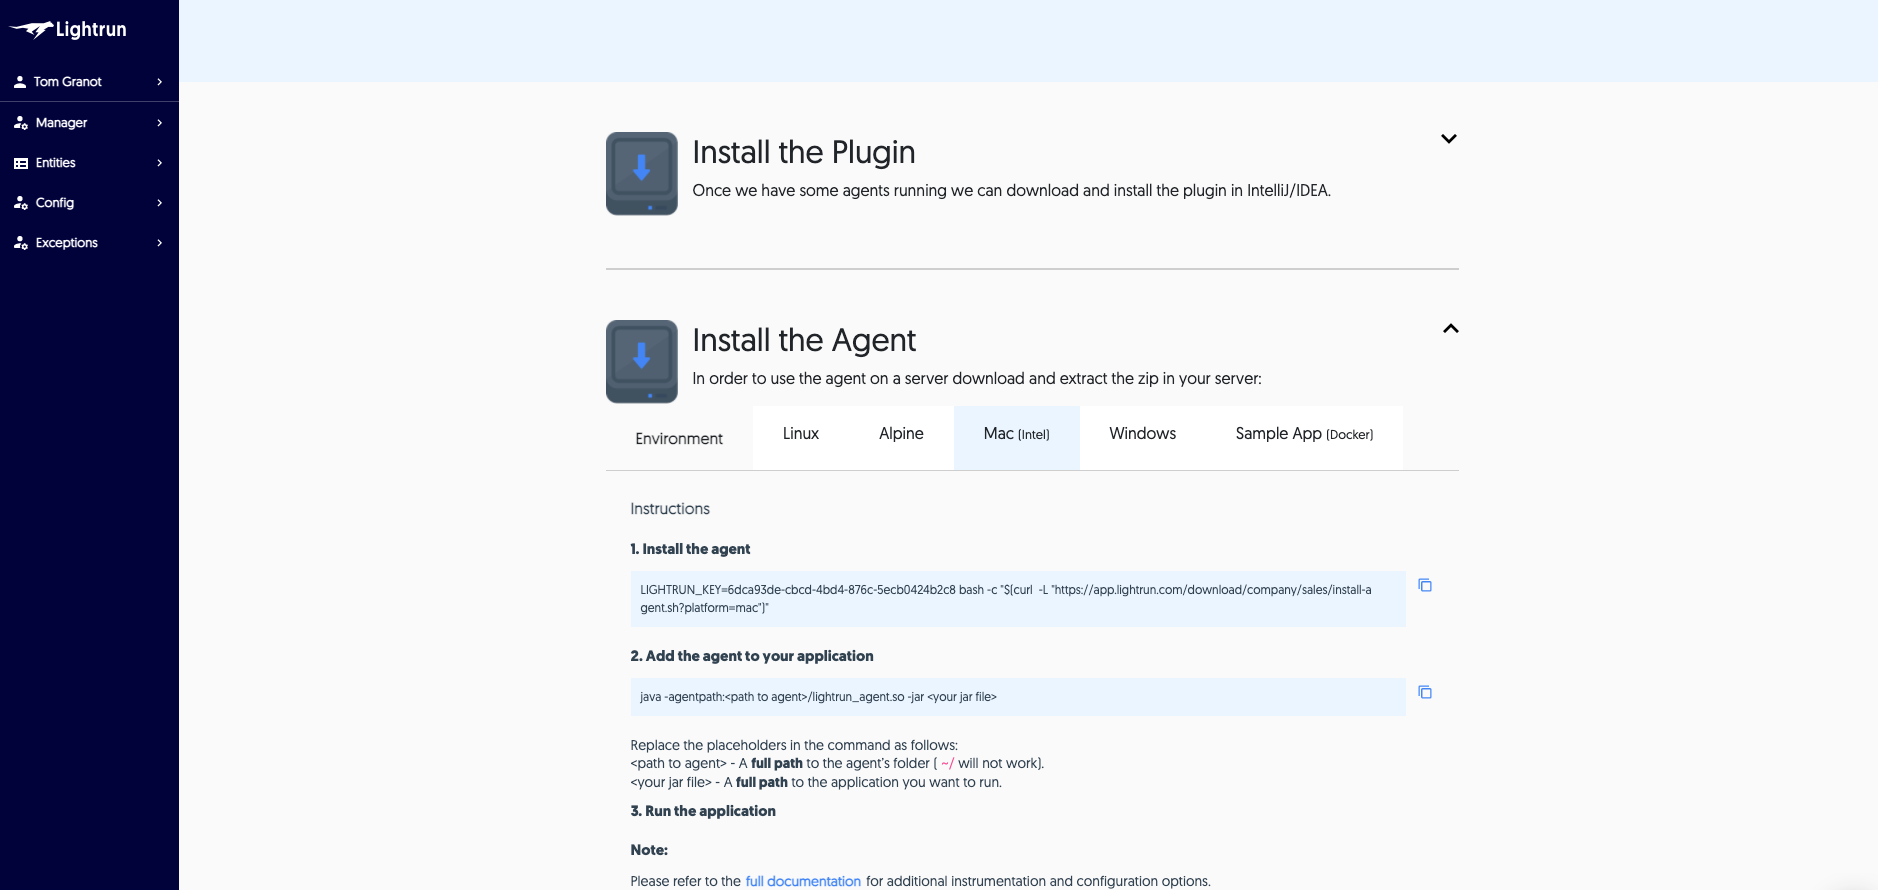 Lightrun
Tom Granot
Manager
Entities
Config
Exceptions
Install the Plugin
Once we have some agents running we can download and install the plugin in IntelliJ/IDEA.
Install the Agent
In order to use the agent on a server download and extract the zip in your server:
Environment Linux Alpine Mac (Intel) Windows Sample App (Docker)
Instructions
1. Install the agent
LIGHTRUN_KEY=6dca93de-cbcd-4bd4-876c-5ecb0424b2c8 bash -c "$(curl -L "https://app.lightrun.com/download/company/sales/install-a
gent.sh?platform=mac")"
2. Add the agent to your application
java -agentpath:<path to agent>/lightrun_agent.so -jar <your jar file>
Replace the placeholders in the command as follows:
<path to agent> - A full path to the agent's folder ( ~/ will not work).
<your jar file> - A full path to the application you want to run.
3. Run the application
Note:
Please refer to the full documentation for additional instrumentation and configuration options.